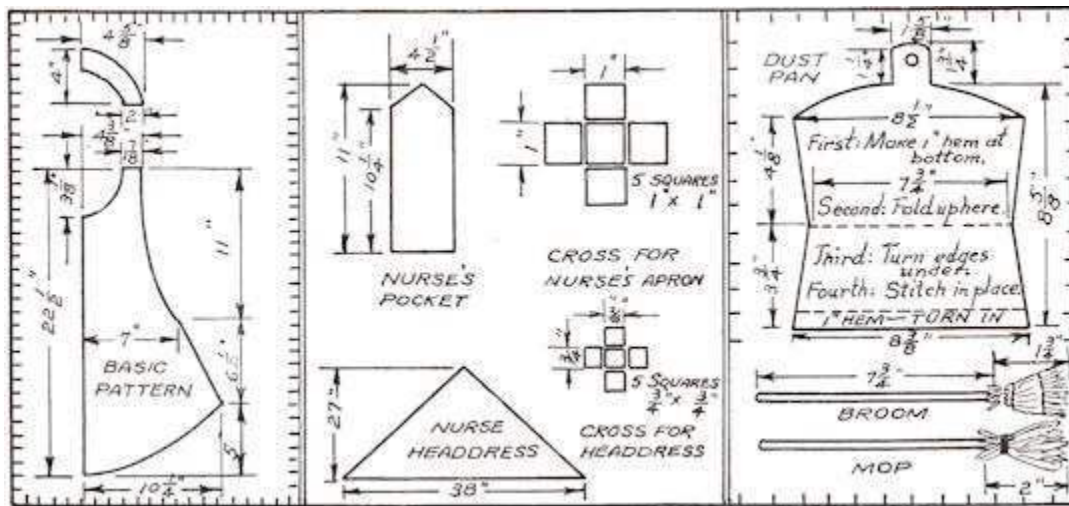 4 5/8"
4"
2"
7/8"
3 1/8"
22 1/2"
11"
7"
BASIC
PATTERN
6 1/2"
5"
10 1/4"
4 1/2"
11"
10 1/4"
NURSE'S
POCKET
1"
1"
5 SQUARES
1" x 1"
CROSS FOR
NURSE'S APRON
3/4"
3/4"
5 SQUARES
3/4" x 3/4"
CROSS FOR
HEADDRESS
27"
NURSE
HEADDRESS
38"
DUST
PAN
1 5/8"
1 1/4"
1 3/4"
8 1/2"
First: Make 1" hem at
bottom.
4 1/8"
7 3/4"
Second: Fold up here.
8 5/8"
3 3/4"
Third: Turn edges
under.
Fourth: Stitch in place.
1" HEM—TURN IN
8 3/8"
7 3/4"
1 3/4"
BROOM
MOP
2"